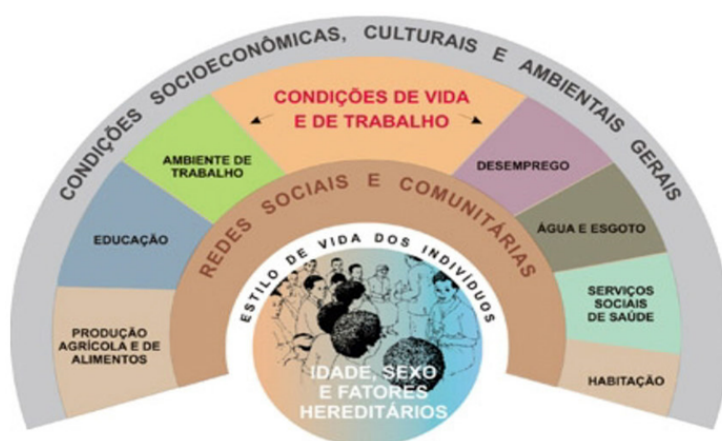 CONDIÇÕES SOCIOECONÔMICAS, CULTURAIS E AMBIENTAIS GERAIS
CONDIÇÕES DE VIDA
E DE TRABALHO
AMBIENTE DE
TRABALHO
DESEMPREGO
REDES SOCIAIS E COMUNITÁRIAS
EDUCAÇÃO
ÁGUA E ESGOTO
ESTILO DE VIDA DOS INDIVÍDUOS
SERVIÇOS
SOCIAIS
DE SAÚDE
PRODUÇÃO
AGRÍCOLA E DE
ALIMENTOS
HABITAÇÃO
IDADE, SEXO
E FATORES
HEREDITÁRIOS